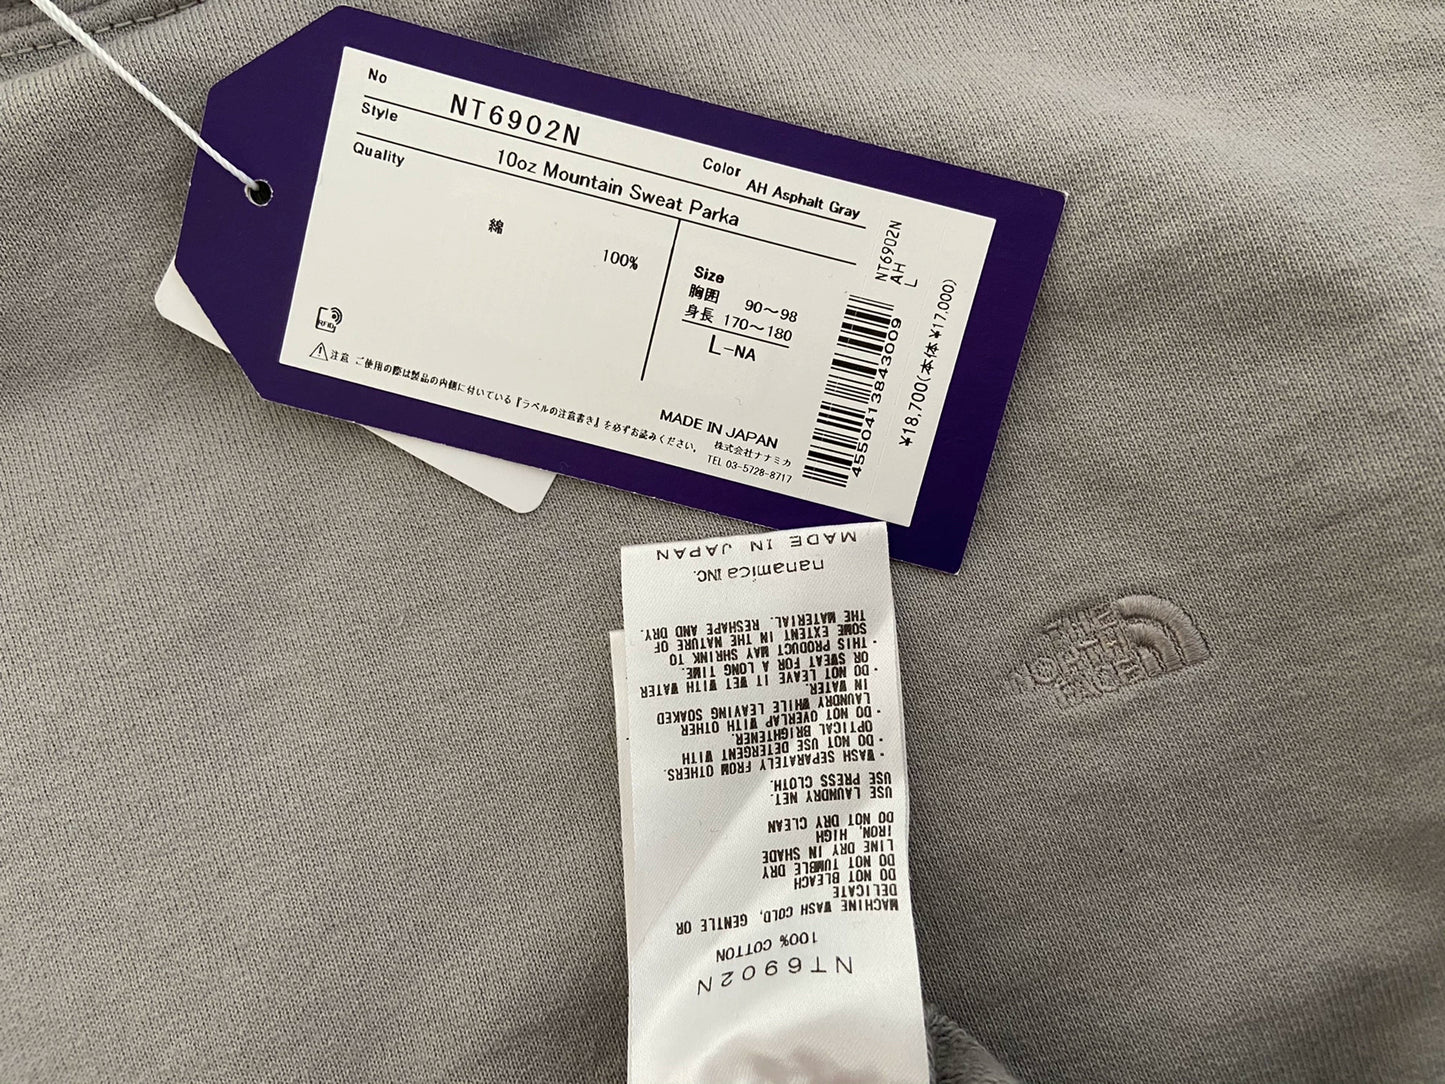 No NT6902N
Style 10oz Mountain Sweat Parka
Color AH Asphalt Gray
Quality
綿 100%
Size
胸囲 90〜98
身長 170〜180
L-NA
RFID
注意 ご使用の際は製品の内側に付いている『ラベルの注意書き』を必ずお読みください。
MADE IN JAPAN
株式会社ナナミカ
TEL 03-5728-8717
NT6902N
AH
L
4550413843009
¥18,700(本体¥17,000)
THE
NORTH
FACE
NT6902N
100% COTTON
MACHINE WASH COLD, GENTLE OR
DELICATE
DO NOT BLEACH
DO NOT TUMBLE DRY
LINE DRY IN SHADE
IRON, HIGH
DO NOT DRY CLEAN
USE LAUNDRY NET.
USE PRESS CLOTH.
· WASH SEPARATELY FROM OTHERS.
· DO NOT USE DETERGENT WITH
OPTICAL BRIGHTENER.
· DO NOT OVERLAP WITH OTHER
LAUNDRY WHILE LEAVING SOAKED
IN WATER.
· DO NOT LEAVE IT WET WITH WATER
OR SWEAT FOR A LONG TIME.
· THIS PRODUCT MAY SHRINK TO
SOME EXTENT IN THE NATURE OF
THE MATERIAL. RESHAPE AND DRY.
nanamica INC.
MADE IN JAPAN